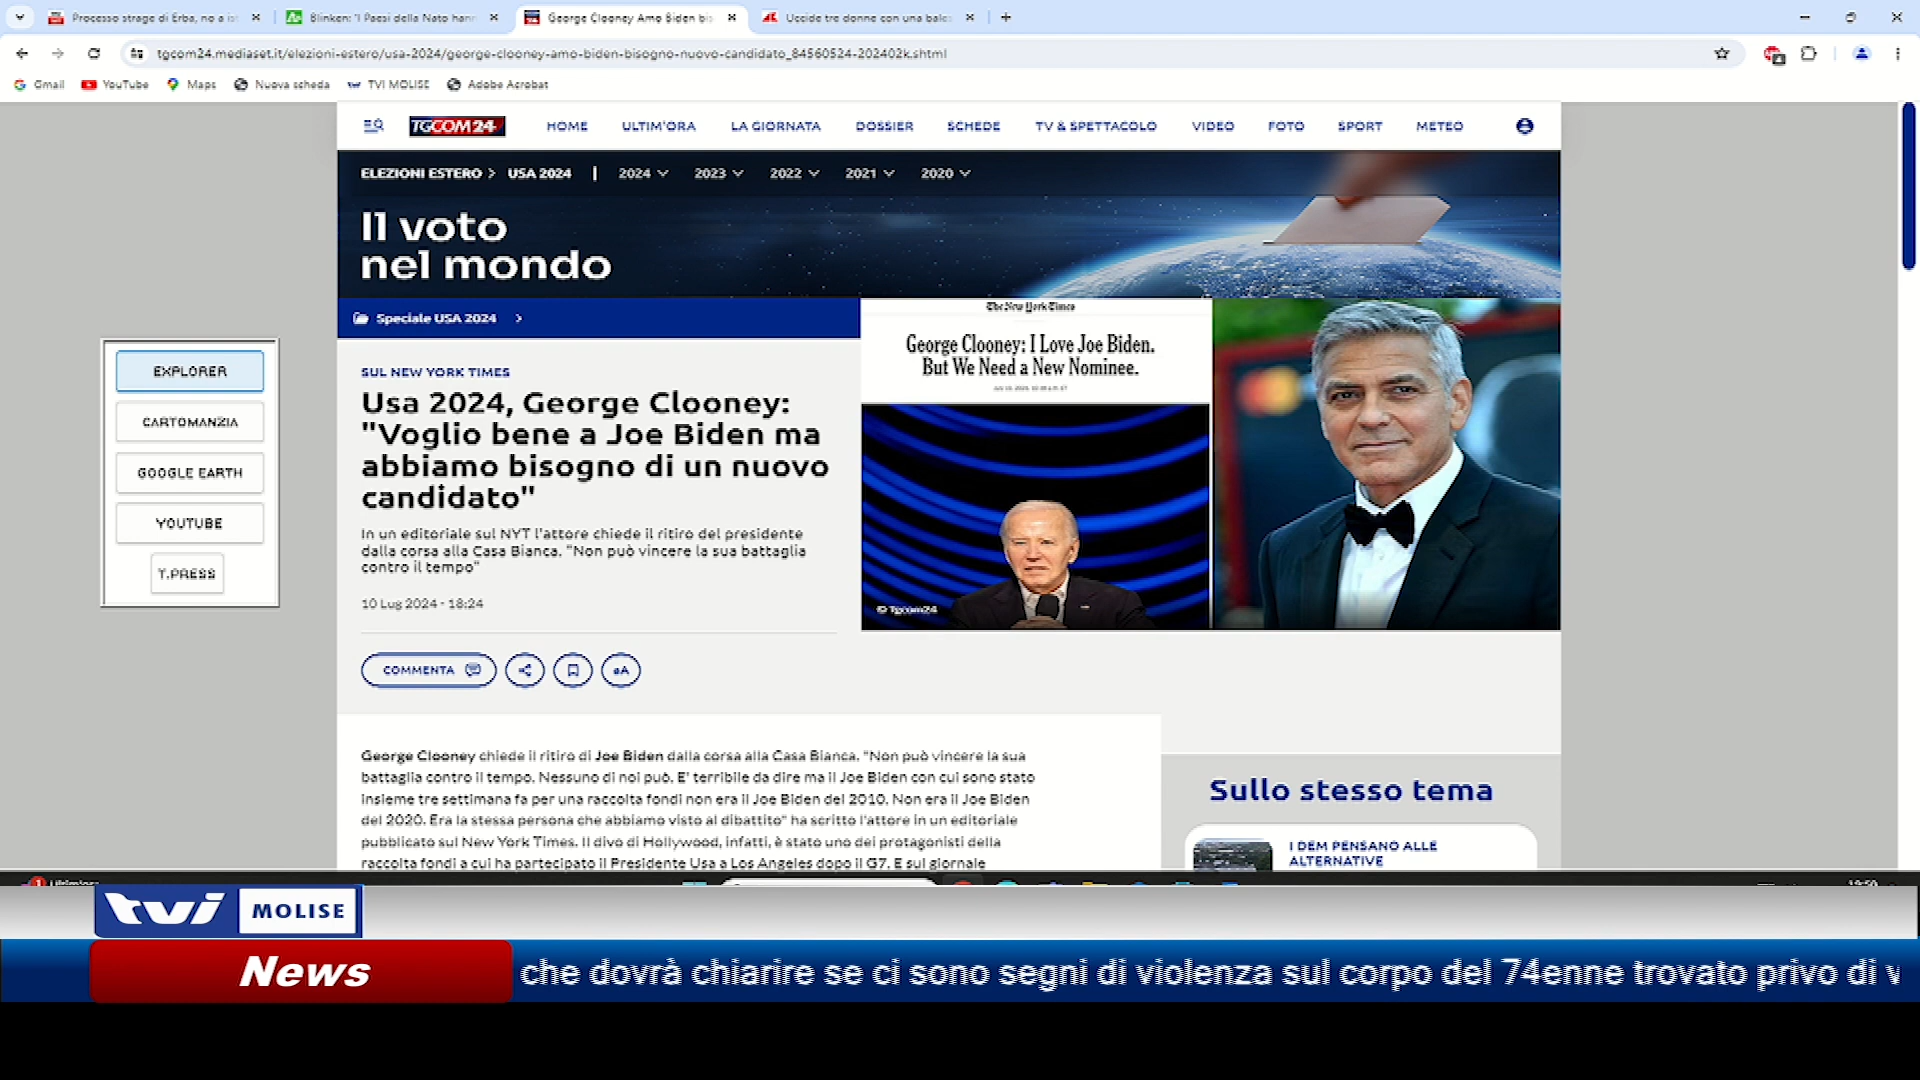 Processo strage di Erba, no a is
Blinken: 'I Paesi della Nato hann
George Clooney Amo Biden bis
Uccide tre donne con una bales
tgcom24.mediaset.it/elezioni-estero/usa-2024/george-clooney-amo-biden-bisogno-nuovo-candidato_84560524-202402k.shtml
Gmail YouTube Maps Nuova scheda TVI MOLISE Adobe Acrobat
TGCOM24 HOME ULTIM'ORA LA GIORNATA DOSSIER SCHEDE TV & SPETTACOLO VIDEO FOTO SPORT METEO
ELEZIONI ESTERO > USA 2024 | 2024 2023 2022 2021 2020
Il voto
nel mondo
Speciale USA 2024 >
The New York Times
George Clooney: I Love Joe Biden.
But We Need a New Nominee.
EXPLORER
CARTOMANZIA
GOOGLE EARTH
YOUTUBE
T.PRESS
SUL NEW YORK TIMES
Usa 2024, George Clooney:
"Voglio bene a Joe Biden ma
abbiamo bisogno di un nuovo
candidato"
In un editoriale sul NYT l'attore chiede il ritiro del presidente
dalla corsa alla Casa Bianca. "Non può vincere la sua battaglia
contro il tempo"
10 Lug 2024 - 18:24
© Tgcom24
COMMENTA
aA
George Clooney chiede il ritiro di Joe Biden dalla corsa alla Casa Bianca. "Non può vincere la sua
battaglia contro il tempo. Nessuno di noi può. E' terribile da dire ma il Joe Biden con cui sono stato
insieme tre settimana fa per una raccolta fondi non era il Joe Biden del 2010. Non era il Joe Biden
del 2020. Era la stessa persona che abbiamo visto al dibattito" ha scritto l'attore in un editoriale
pubblicato sul New York Times. Il divo di Hollywood, infatti, è stato uno dei protagonisti della
raccolta fondi a cui ha partecipato il Presidente Usa a Los Angeles dopo il G7. E sul giornale
Sullo stesso tema
I DEM PENSANO ALLE
ALTERNATIVE
tvi MOLISE
News che dovrà chiarire se ci sono segni di violenza sul corpo del 74enne trovato privo di v